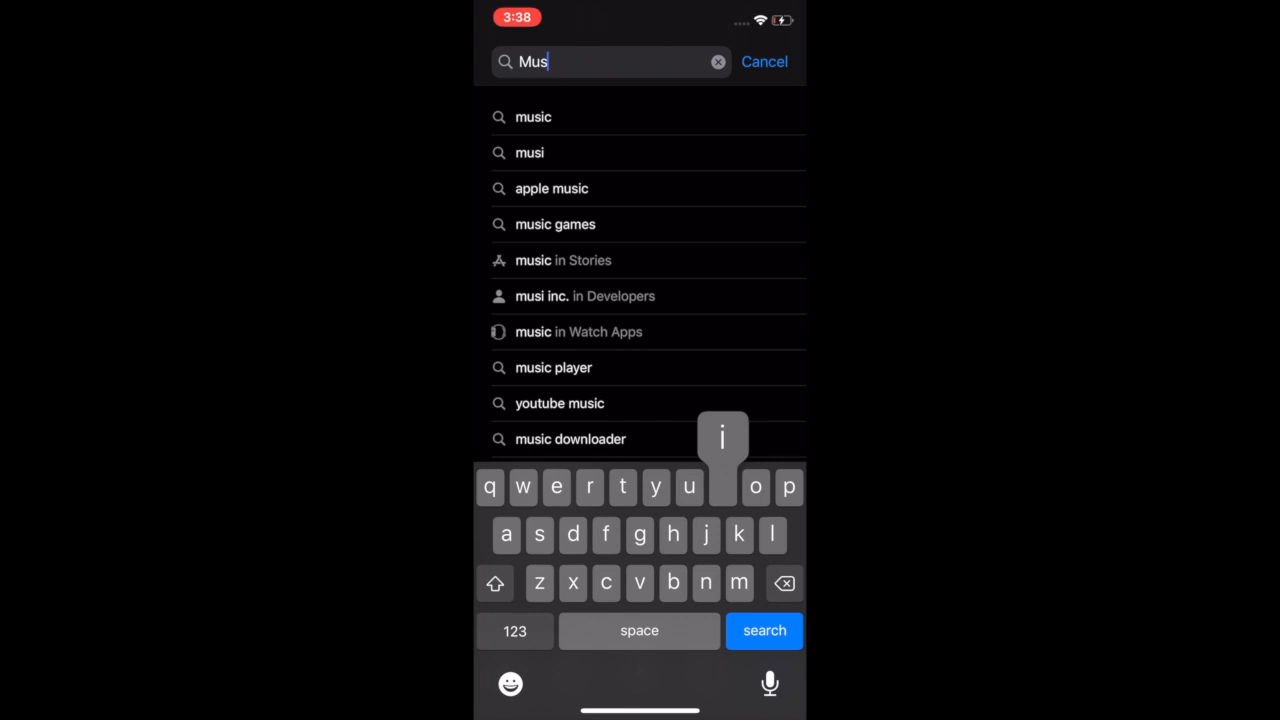 3:38
Mus
Cancel
music
musi
apple music
music games
music in Stories
musi inc. in Developers
music in Watch Apps
music player
youtube music
music downloader
i
q w e r t y u o p
a s d f g h j k l
z x c v b n m
123 space search